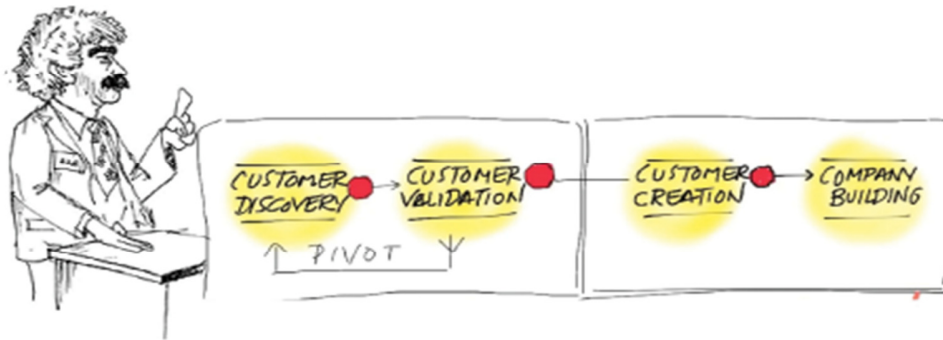 CUSTOMER
DISCOVERY
CUSTOMER
VALIDATION
CUSTOMER
CREATION
COMPANY
BUILDING
PIVOT